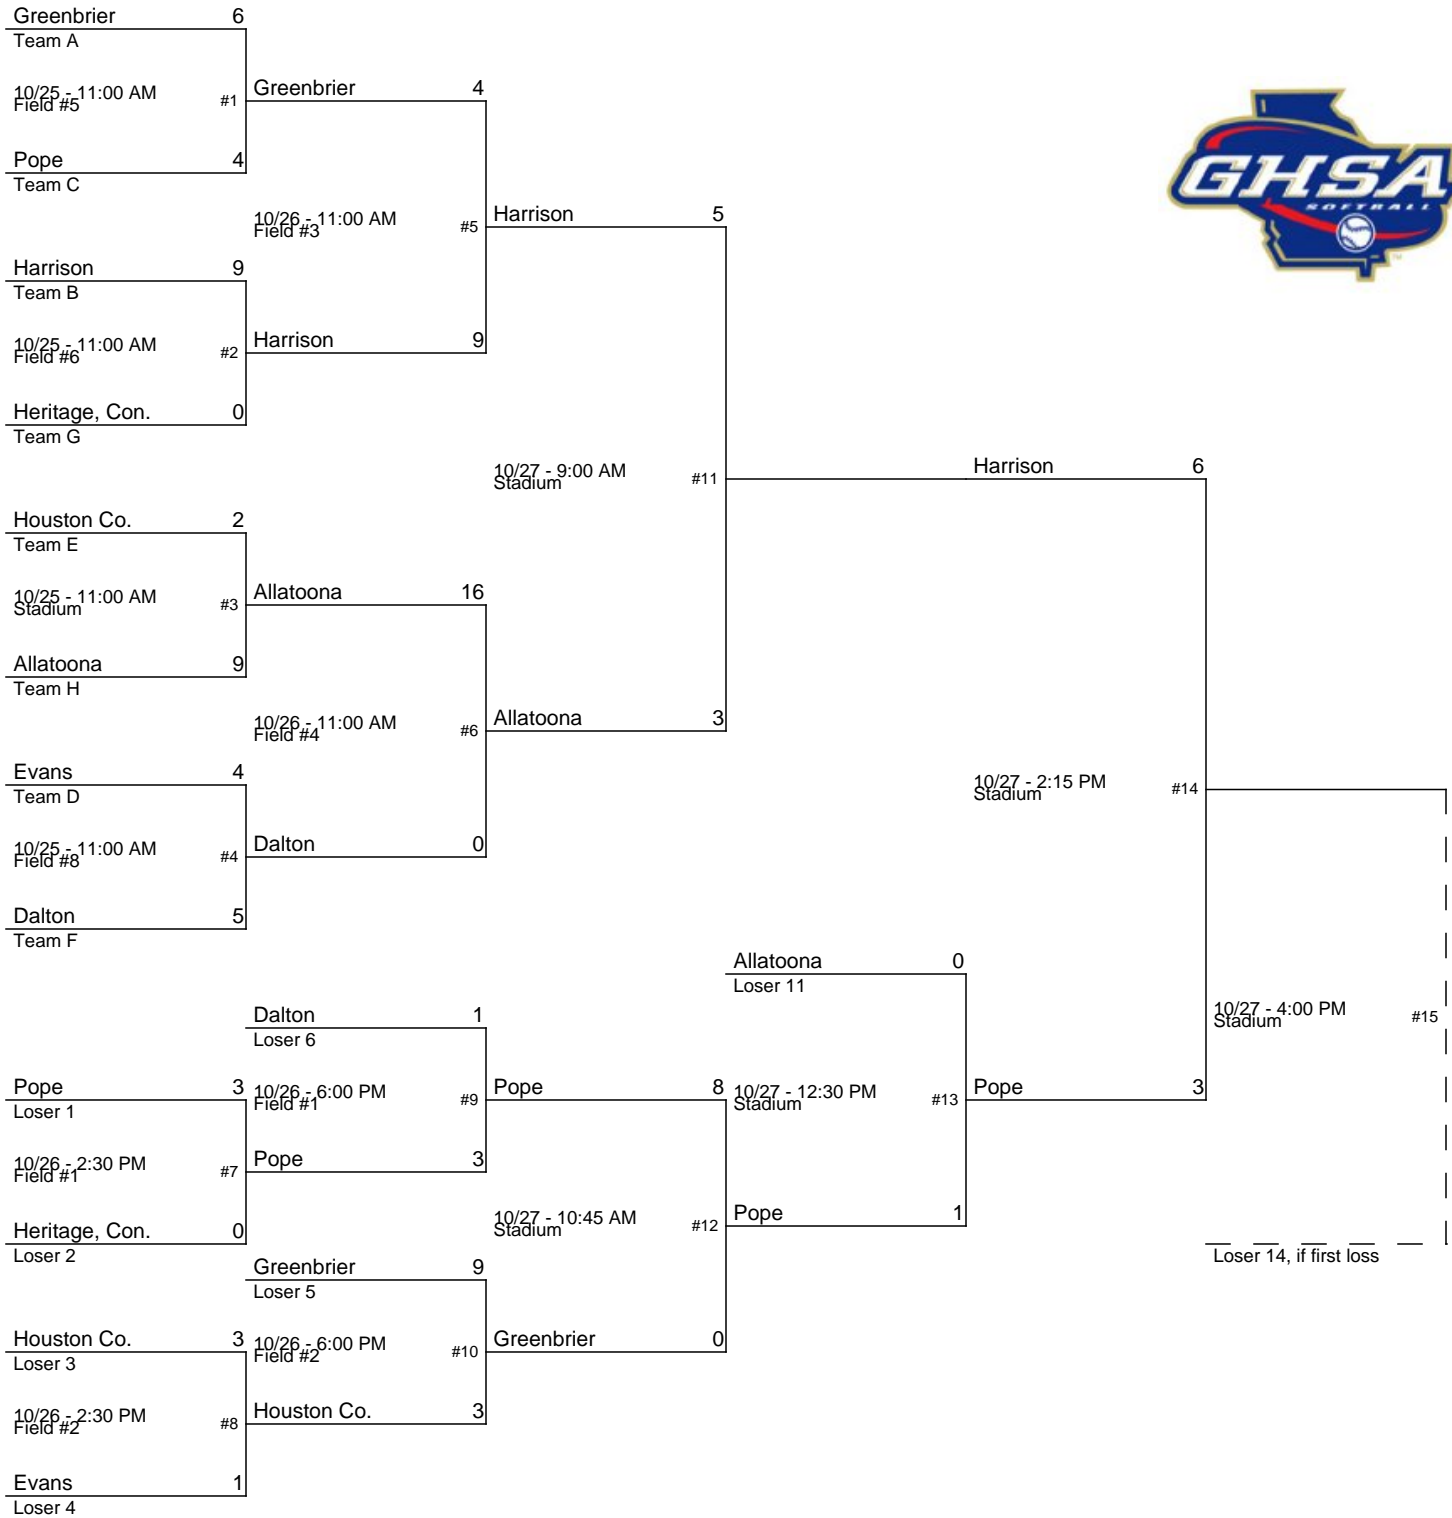 Greenbrier 6
Team A
10/25 - 11:00 AM
Field #5
#1
Pope 4
Team C
Greenbrier 4
10/26 - 11:00 AM
Field #3
#5
Harrison 9
Team B
10/25 - 11:00 AM
Field #6
#2
Harrison 9
Heritage, Con. 0
Team G
Harrison 5
10/27 - 9:00 AM
Stadium
#11
Houston Co. 2
Team E
10/25 - 11:00 AM
Stadium
#3
Allatoona 16
Allatoona 9
Team H
10/26 - 11:00 AM
Field #4
#6
Allatoona 3
Evans 4
Team D
10/25 - 11:00 AM
Field #8
#4
Dalton 0
Dalton 5
Team F
GHSA
SOFTBALL
TM
Harrison 6
10/27 - 2:15 PM
Stadium
#14
Allatoona 0
Loser 11
Dalton 1
Loser 6
Pope 3
Loser 1
10/26 - 6:00 PM
Field #1
#9
Pope 8
10/27 - 12:30 PM
Stadium
#13
Pope 3
10/27 - 4:00 PM
Stadium
#15
10/26 - 2:30 PM
Field #1
#7
Pope 3
Heritage, Con. 0
Loser 2
10/27 - 10:45 AM
Stadium
#12
Pope 1
Loser 14, if first loss
Greenbrier 9
Loser 5
Houston Co. 3
Loser 3
10/26 - 6:00 PM
Field #2
#10
Greenbrier 0
10/26 - 2:30 PM
Field #2
#8
Houston Co. 3
Evans 1
Loser 4